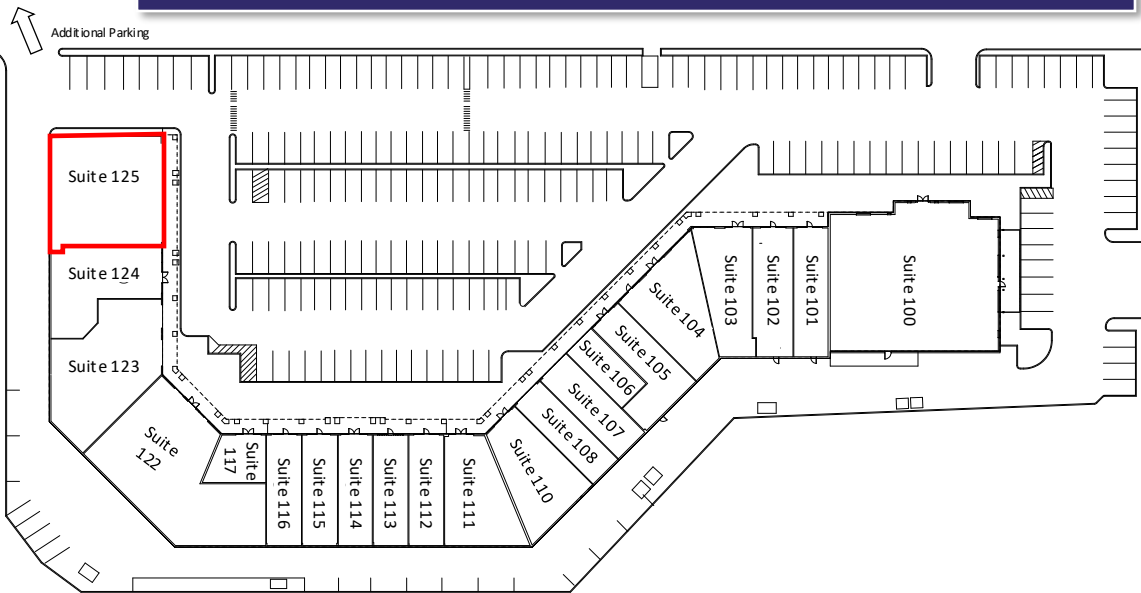 Additional Parking
Suite 125
Suite 124
Suite 123
Suite
122
Suite
117
Suite 116
Suite 115
Suite 114
Suite 113
Suite 112
Suite 111
Suite 110
Suite 108
Suite 107
Suite 106
Suite 105
Suite 104
Suite 103
Suite 102
Suite 101
Suite 100